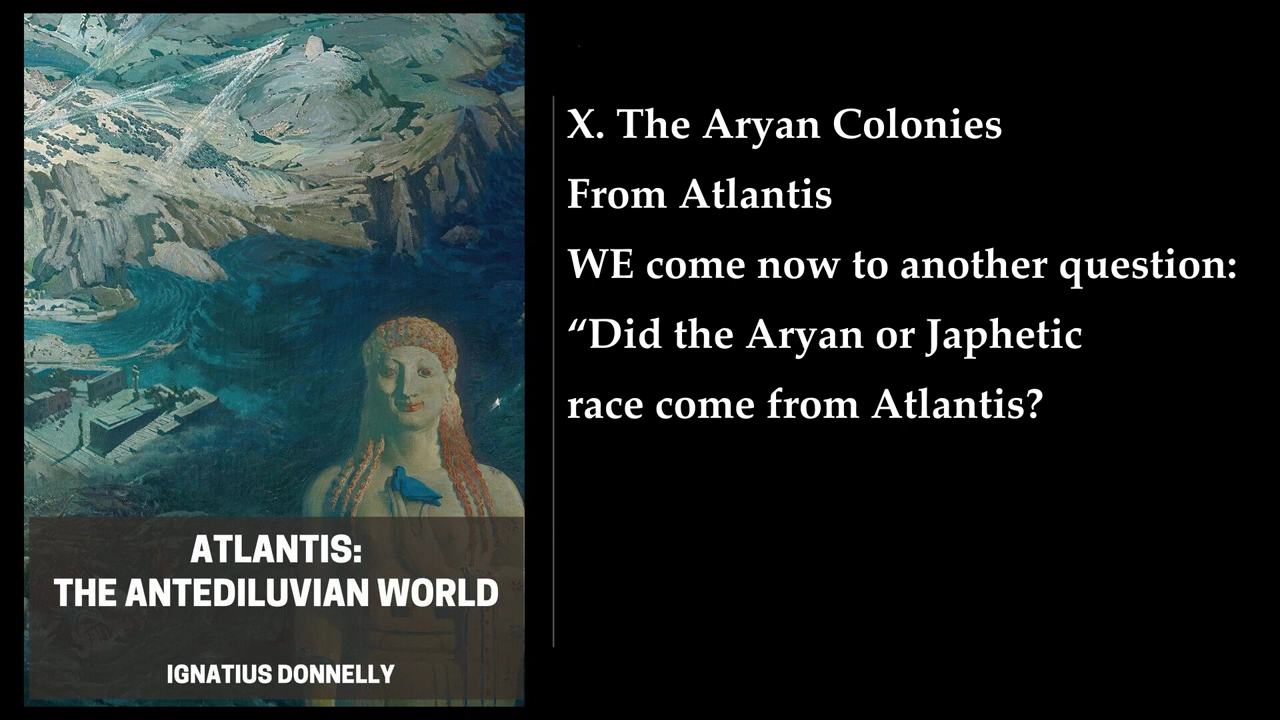 X. The Aryan Colonies
From Atlantis
WE come now to another question:
“Did the Aryan or Japhetic
race come from Atlantis?
ATLANTIS:
THE ANTEDILUVIAN WORLD
IGNATIUS DONNELLY